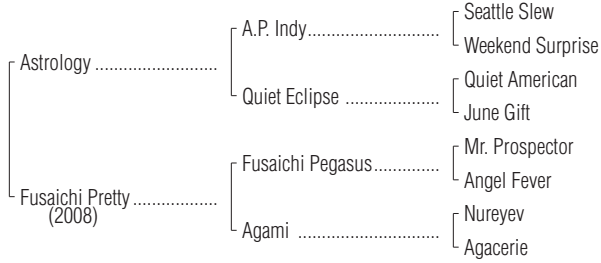 Seattle Slew
A.P. Indy
Weekend Surprise
Astrology
Quiet American
Quiet Eclipse
June Gift
Mr. Prospector
Fusaichi Pegasus
Angel Fever
Fusaichi Pretty
(2008)
Nureyev
Agami
Agacerie